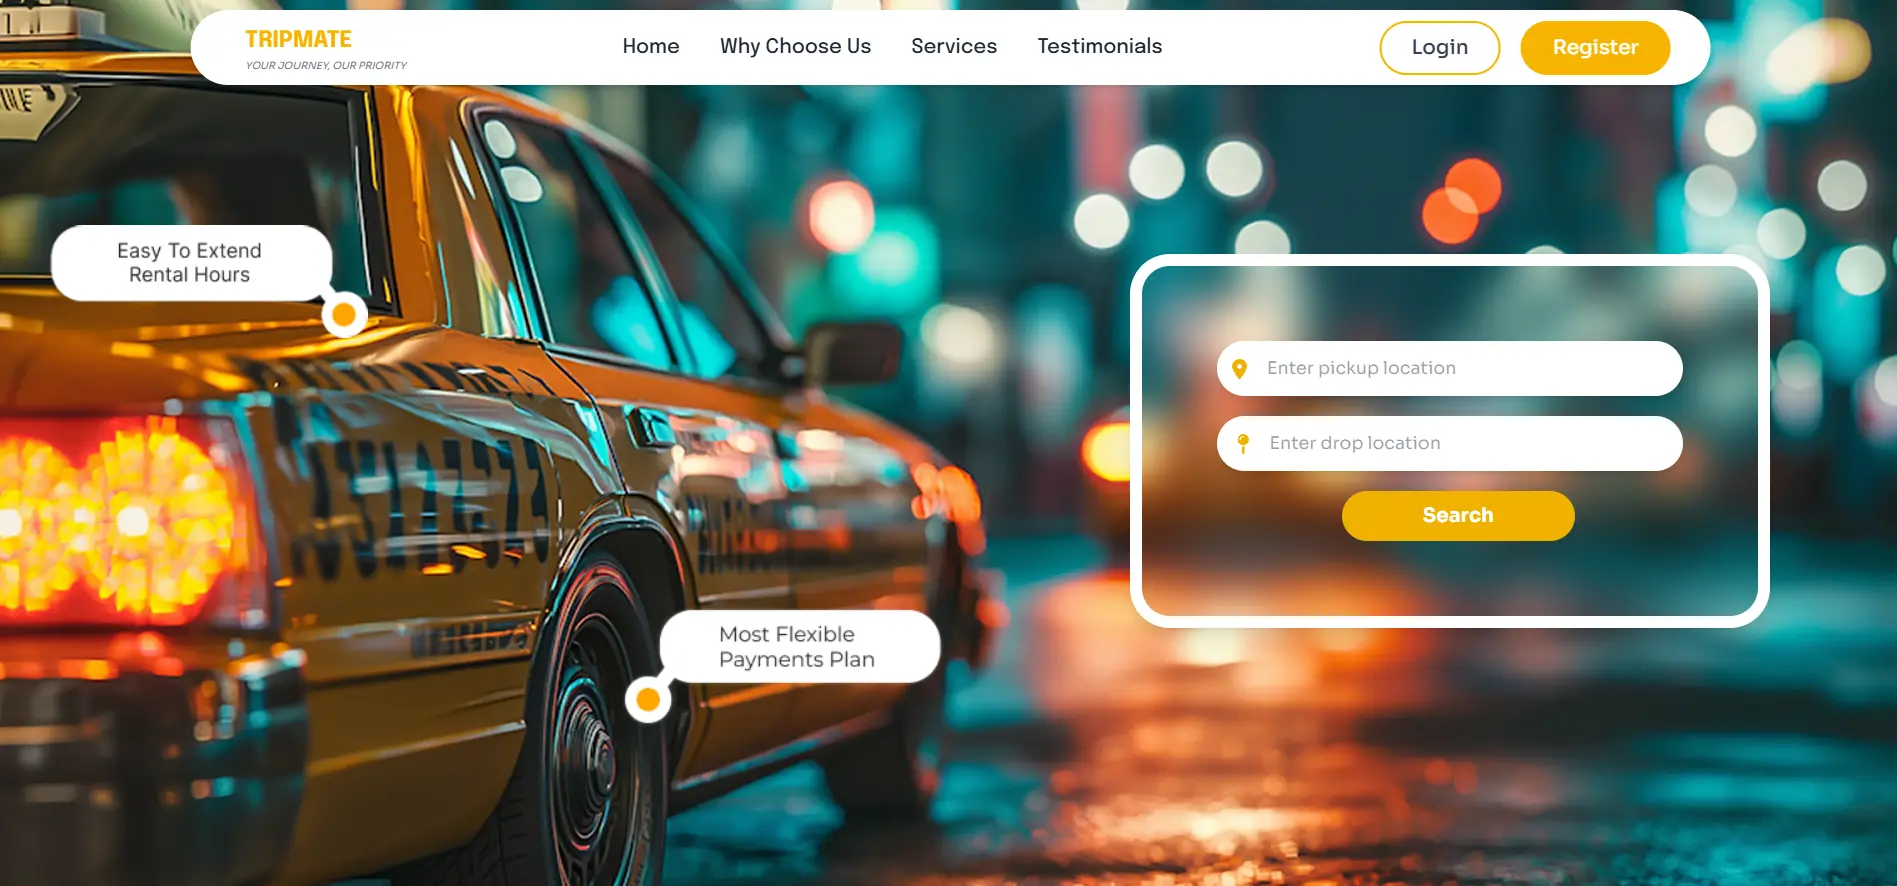 TRIPMATE
YOUR JOURNEY, OUR PRIORITY
Home
Why Choose Us
Services
Testimonials
Login
Register
Easy To Extend
Rental Hours
Enter pickup location
Enter drop location
Search
Most Flexible
Payments Plan